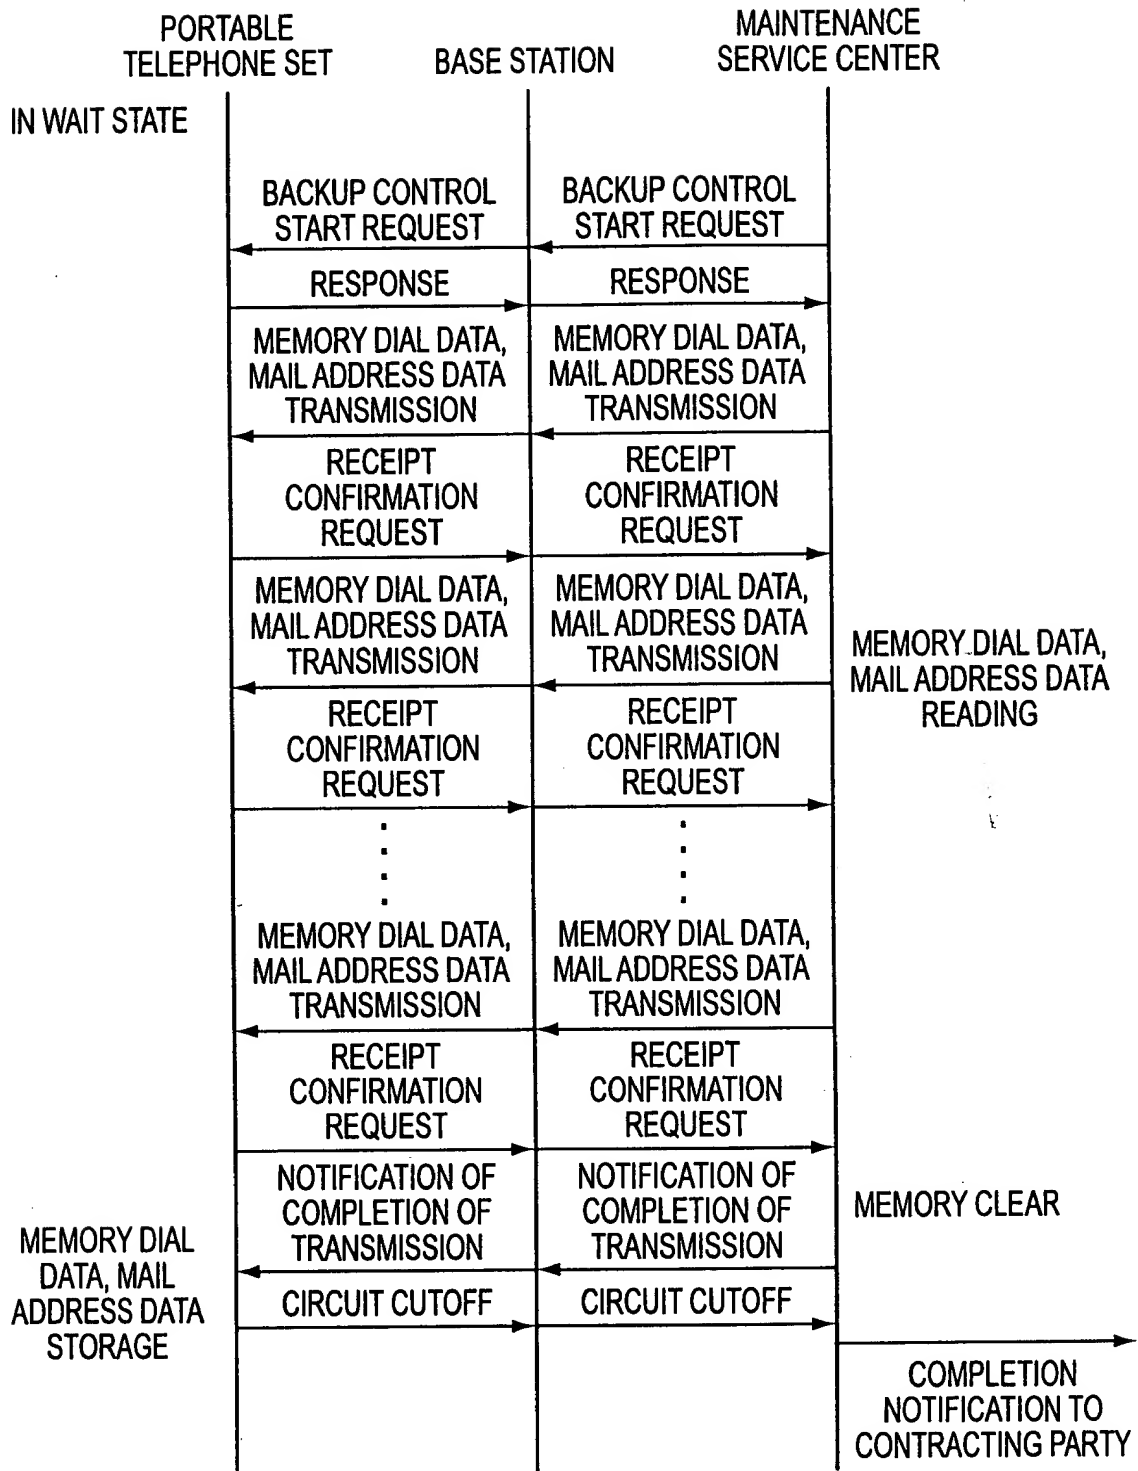 PORTABLE
TELEPHONE SET
BASE STATION
MAINTENANCE
SERVICE CENTER
IN WAIT STATE
BACKUP CONTROL
START REQUEST
BACKUP CONTROL
START REQUEST
RESPONSE
RESPONSE
MEMORY DIAL DATA,
MAIL ADDRESS DATA
TRANSMISSION
MEMORY DIAL DATA,
MAIL ADDRESS DATA
TRANSMISSION
RECEIPT
CONFIRMATION
REQUEST
RECEIPT
CONFIRMATION
REQUEST
MEMORY DIAL DATA,
MAIL ADDRESS DATA
TRANSMISSION
MEMORY DIAL DATA,
MAIL ADDRESS DATA
TRANSMISSION
MEMORY DIAL DATA,
MAIL ADDRESS DATA
READING
RECEIPT
CONFIRMATION
REQUEST
RECEIPT
CONFIRMATION
REQUEST
MEMORY DIAL DATA,
MAIL ADDRESS DATA
TRANSMISSION
MEMORY DIAL DATA,
MAIL ADDRESS DATA
TRANSMISSION
RECEIPT
CONFIRMATION
REQUEST
RECEIPT
CONFIRMATION
REQUEST
NOTIFICATION OF
COMPLETION OF
TRANSMISSION
NOTIFICATION OF
COMPLETION OF
TRANSMISSION
MEMORY CLEAR
MEMORY DIAL
DATA, MAIL
ADDRESS DATA
STORAGE
CIRCUIT CUTOFF
CIRCUIT CUTOFF
COMPLETION
NOTIFICATION TO
CONTRACTING PARTY